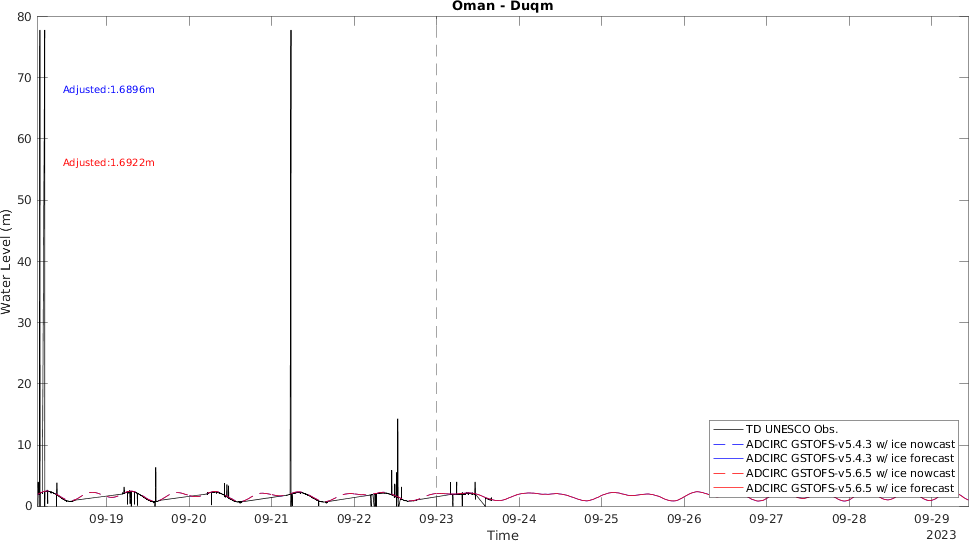 Oman - Duqm
80
70
60
50
40
30
20
10
0
Water Level (m)
Adjusted:1.6896m
Adjusted:1.6922m
TD UNESCO Obs.
ADCIRC GSTOFS-v5.4.3 w/ ice nowcast
ADCIRC GSTOFS-v5.4.3 w/ ice forecast
ADCIRC GSTOFS-v5.6.5 w/ ice nowcast
ADCIRC GSTOFS-v5.6.5 w/ ice forecast
09-19 09-20 09-21 09-22 09-23 09-24 09-25 09-26 09-27 09-28 09-29
2023
Time